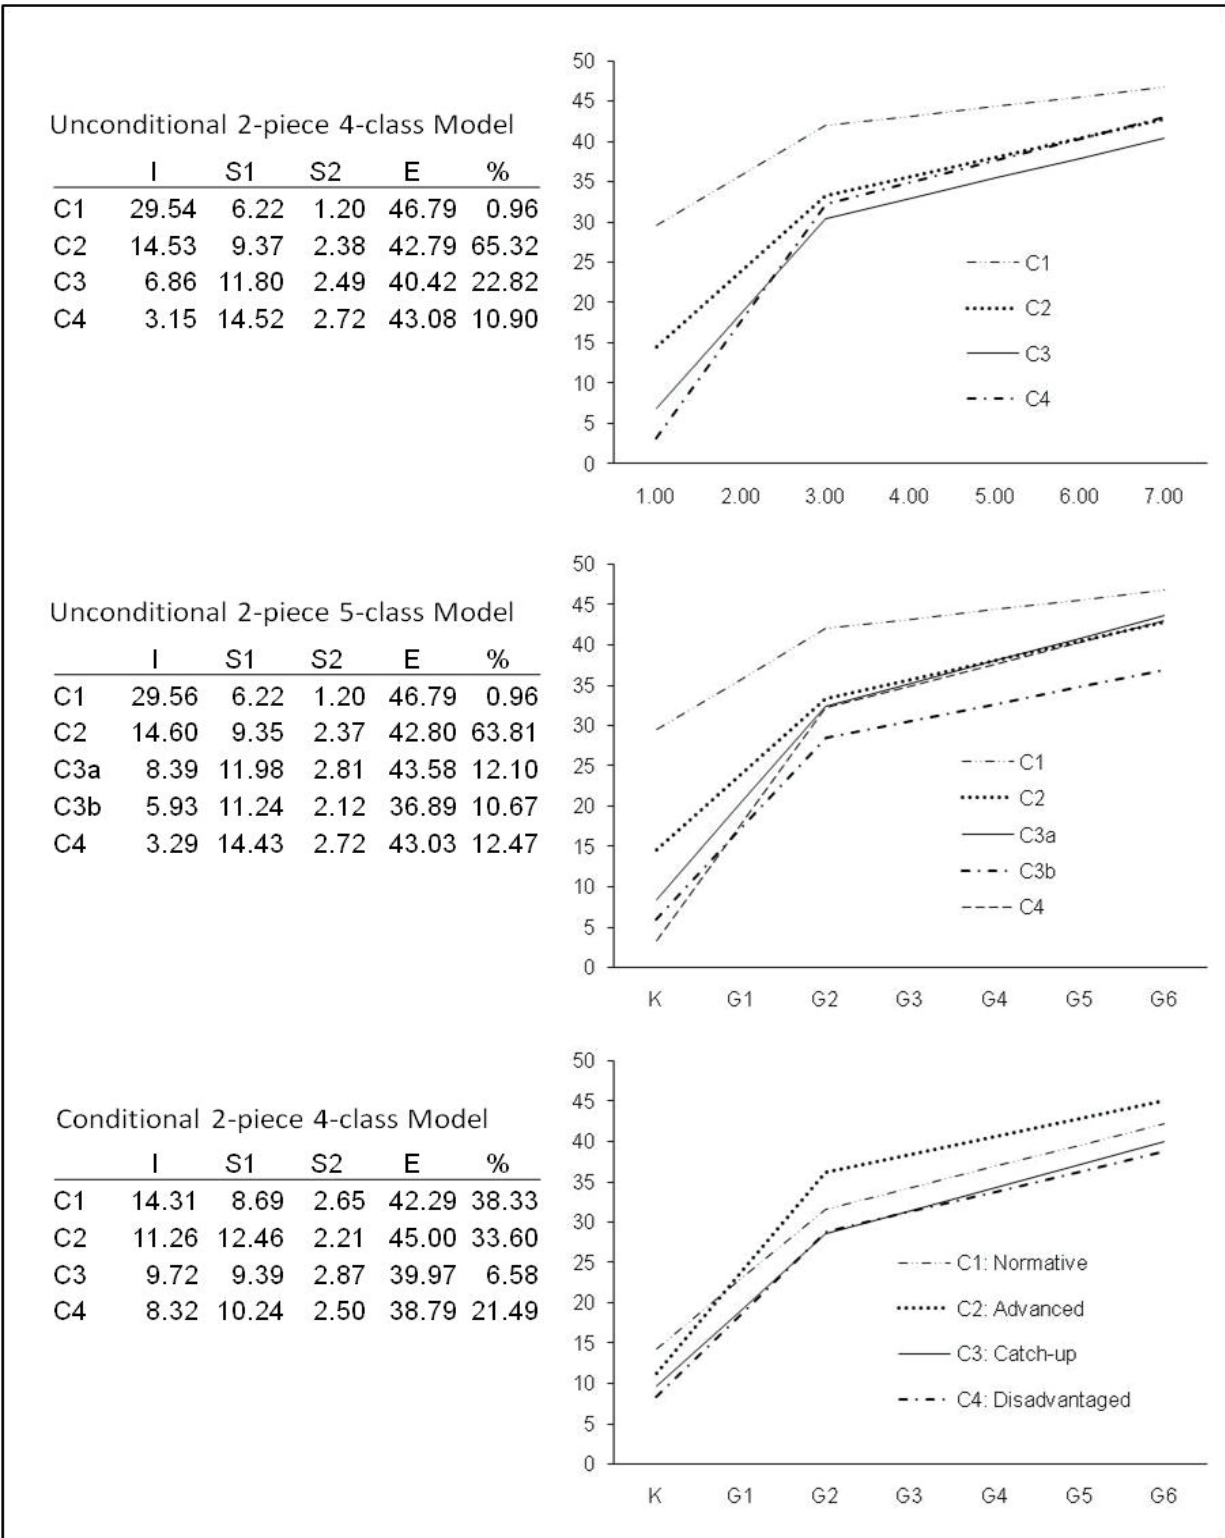 Unconditional 2-piece 4-class Model
I S1 S2 E %
C1 29.54 6.22 1.20 46.79 0.96
C2 14.53 9.37 2.38 42.79 65.32
C3 6.86 11.80 2.49 40.42 22.82
C4 3.15 14.52 2.72 43.08 10.90
50
45
40
35
30
25
20
15
10
5
0
C1
C2
C3
C4
1.00 2.00 3.00 4.00 5.00 6.00 7.00
Unconditional 2-piece 5-class Model
I S1 S2 E %
C1 29.56 6.22 1.20 46.79 0.96
C2 14.60 9.35 2.37 42.80 63.81
C3a 8.39 11.98 2.81 43.58 12.10
C3b 5.93 11.24 2.12 36.89 10.67
C4 3.29 14.43 2.72 43.03 12.47
50
45
40
35
30
25
20
15
10
5
0
C1
C2
C3a
C3b
C4
K G1 G2 G3 G4 G5 G6
Conditional 2-piece 4-class Model
I S1 S2 E %
C1 14.31 8.69 2.65 42.29 38.33
C2 11.26 12.46 2.21 45.00 33.60
C3 9.72 9.39 2.87 39.97 6.58
C4 8.32 10.24 2.50 38.79 21.49
50
45
40
35
30
25
20
15
10
5
0
C1: Normative
C2: Advanced
C3: Catch-up
C4: Disadvantaged
K G1 G2 G3 G4 G5 G6